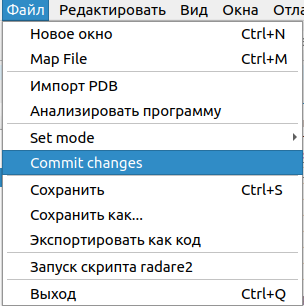 Файл Редактировать Вид Окна Отла
Новое окно Ctrl+N
Map File Ctrl+M
Импорт PDB
Анализировать программу
Set mode
Commit changes
Сохранить Ctrl+S
Сохранить как...
Экспортировать как код
Запуск скрипта radare2
Выход Ctrl+Q